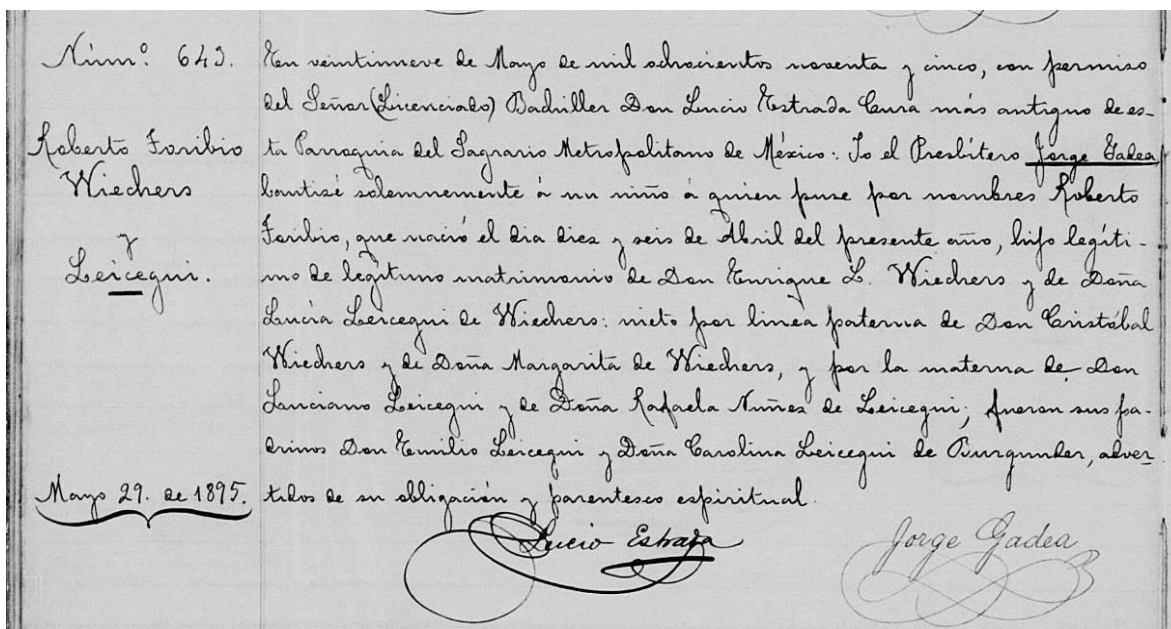 Núm.º 643.
Roberto Toribio
Wiechers
y
Leicegui.
Mayo 29. de 1895.
En veintinueve de Mayo de mil ochocientos noventa y cinco, con permiso
del Señor (Licenciado) Bachiller Don Lucio Estrada Cura más antiguo de es-
ta Parroquia del Sagrario Metropolitano de México: Yo el Presbítero Jorge Gadea
bautisé solemnemente á un niño á quien puse por nombres Roberto
Toribio, que nació el dia diez y seis de Abril del presente año, hijo legíti-
mo de legítimo matrimonio de Don Enrique L. Wiechers y de Doña
Lucía Leicegui de Wiechers: nieto por linea paterna de Don Cristóbal
Wiechers y de Doña Margarita de Wiechers, y por la materna de Don
Luciano Leicegui y de Doña Rafaela Nuñez de Leicegui; fueron sus pa-
drinos Don Emilio Leicegui y Doña Carolina Leicegui de Burgunder, adver-
tidos de su obligación y parentesco espiritual.
Lucio Estrada
Jorge Gadea